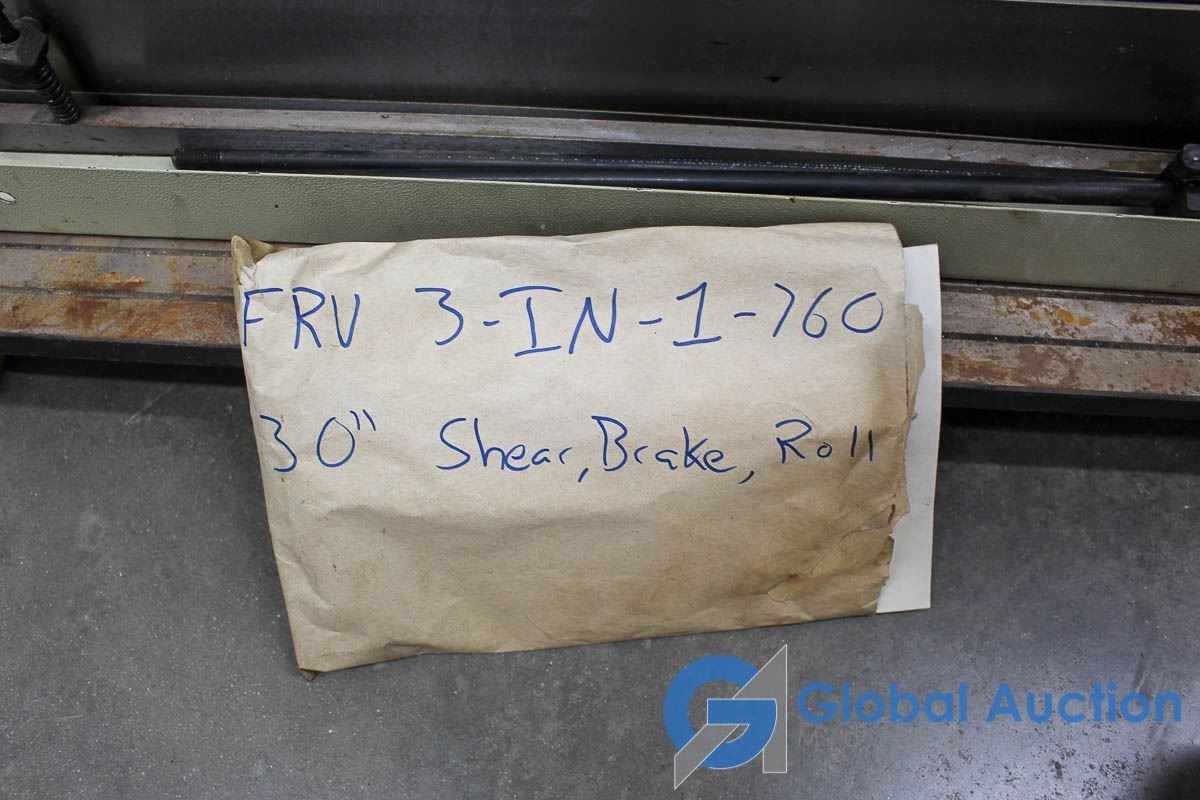 FRV 3-IN-1-760
30" Shear, Brake, Roll
Global Auction